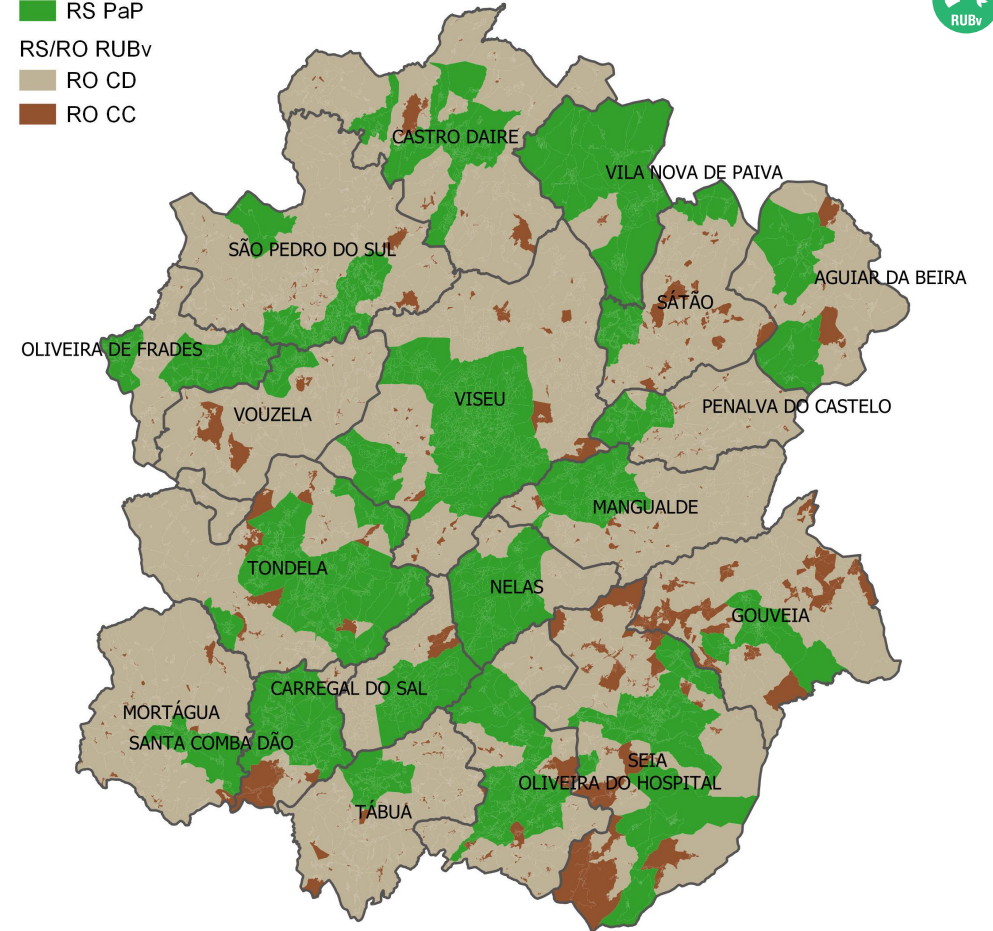 RS PaP
RUBv
RS/RO RUBv
RO CD
RO CC
CASTRO DAIRE
VILA NOVA DE PAIVA
SÃO PEDRO DO SUL
AGUIAR DA BEIRA
SÁTÃO
OLIVEIRA DE FRADES
VISEU
PENALVA DO CASTELO
VOUZELA
MANGUALDE
TONDELA
NELAS
GOUVEIA
CARREGAL DO SAL
MORTÁGUA
SANTA COMBA DÃO
SEIA
OLIVEIRA DO HOSPITAL
TÁBUA